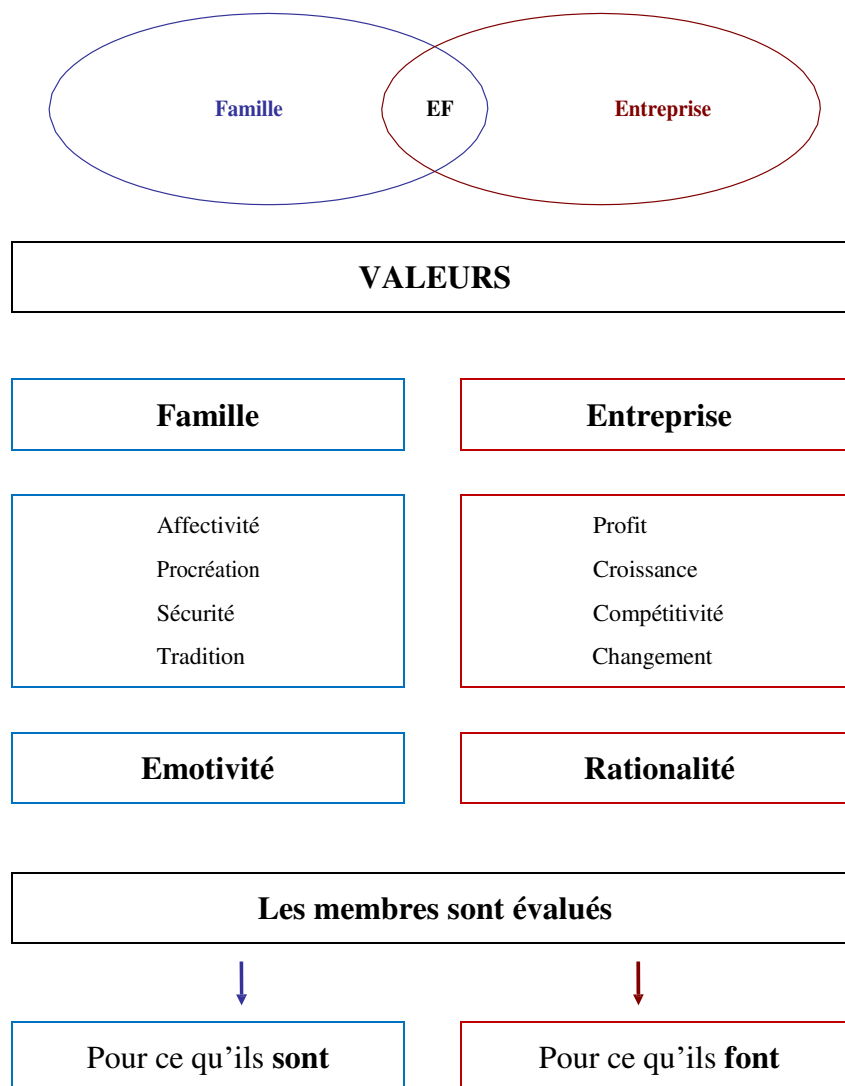 Famille EF Entreprise
VALEURS
Famille
Entreprise
Affectivité
Procréation
Sécurité
Tradition
Profit
Croissance
Compétitivité
Changement
Emotivité
Rationalité
Les membres sont évalués
Pour ce qu'ils sont
Pour ce qu'ils font